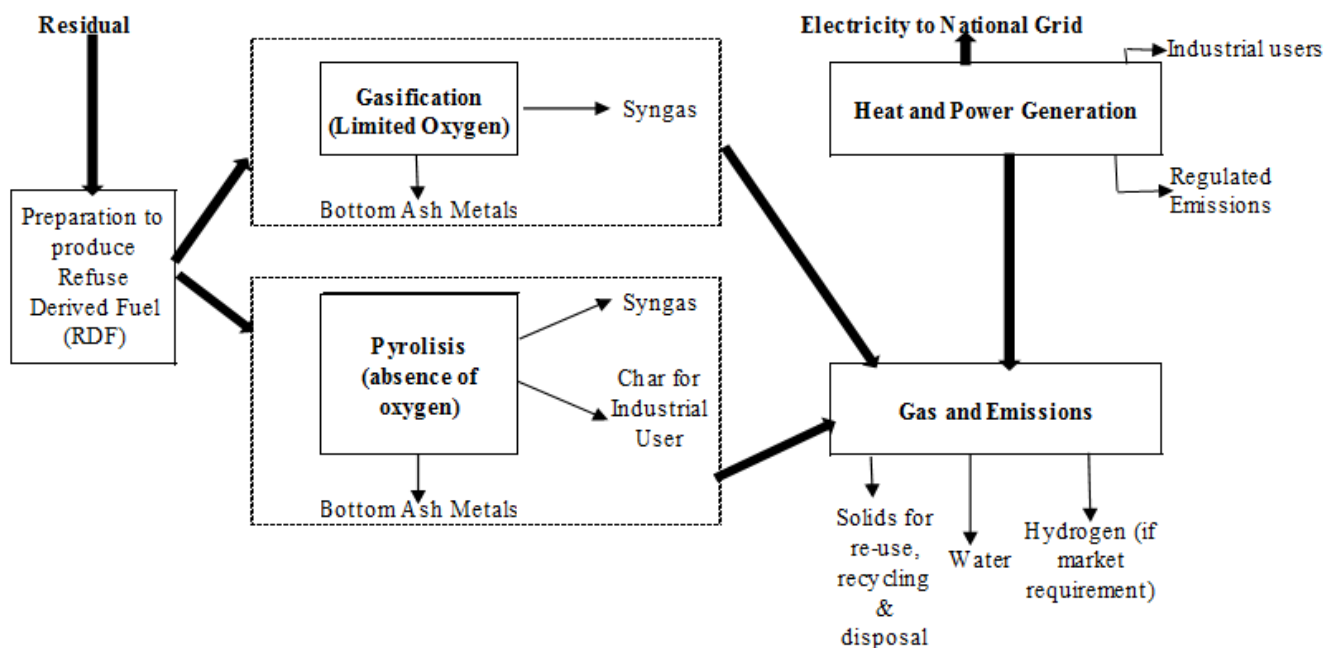 Residual
Preparation to
produce
Refuse
Derived Fuel
(RDF)
Gasification
(Limited Oxygen)
Syngas
Bottom Ash Metals
Pyrolisis
(absence of
oxygen)
Syngas
Char for
Industrial
User
Bottom Ash Metals
Electricity to National Grid
Industrial users
Heat and Power Generation
Regulated
Emissions
Gas and Emissions
Solids for
re-use,
recycling
&
disposal
Water
Hydrogen (if
market
requirement)